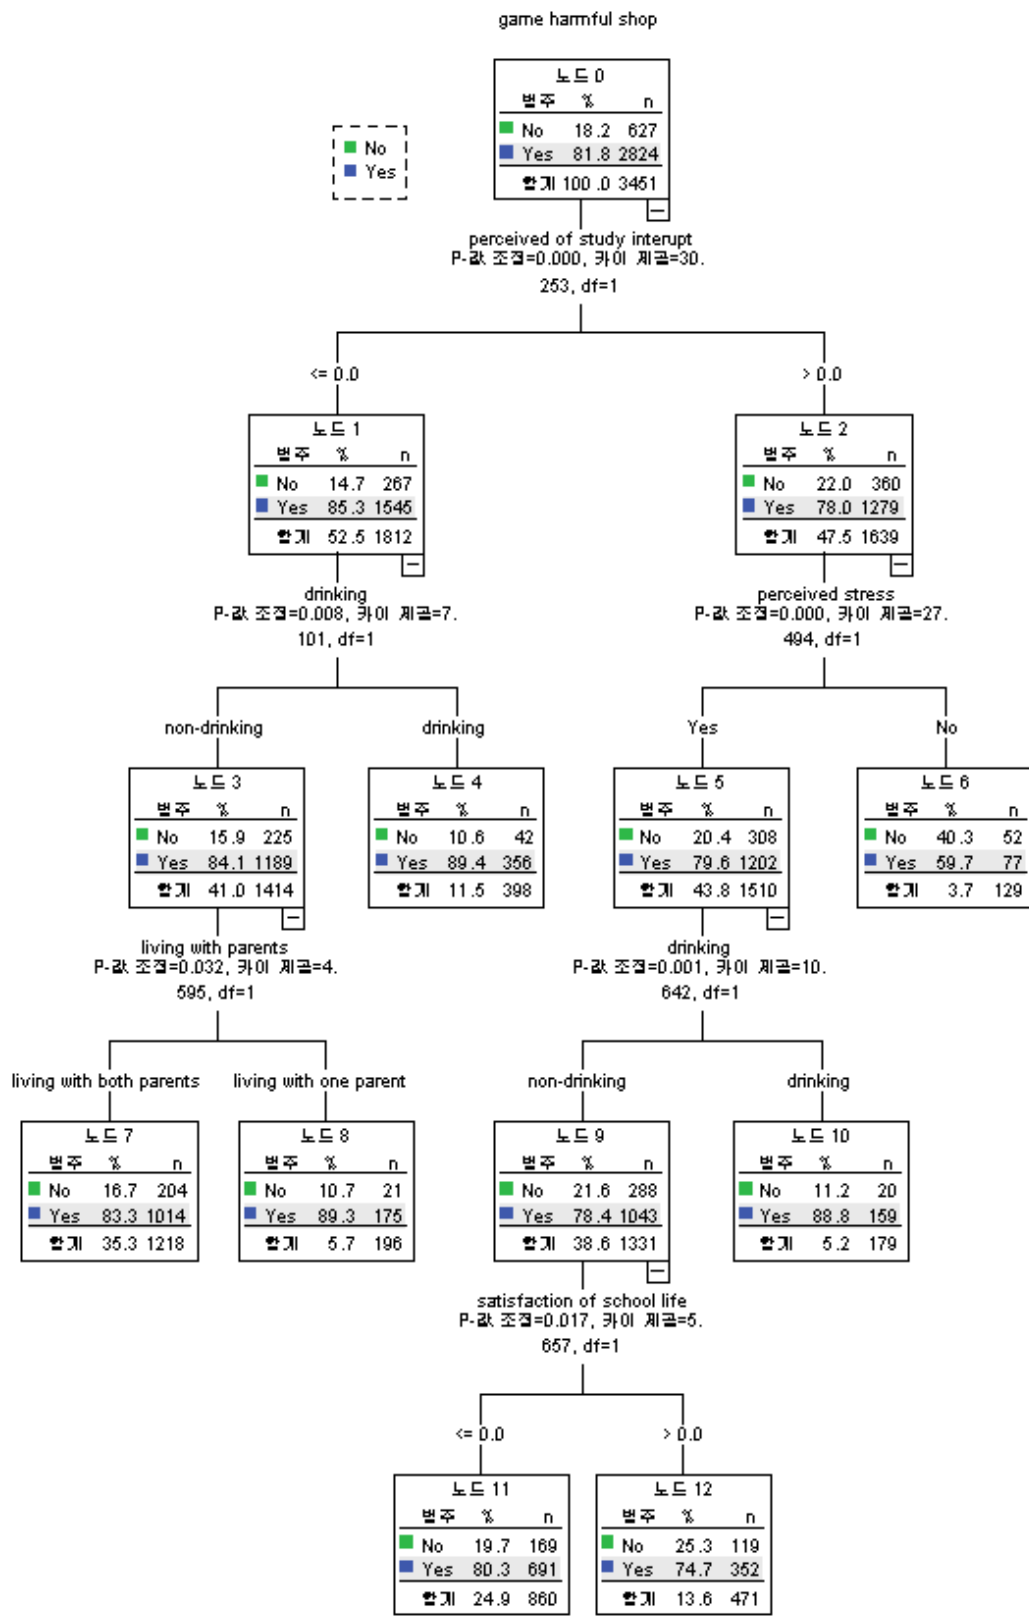 game harmful shop
노드 0
범주 % n
No 18.2 627
Yes 81.8 2824
합계 100.0 3451
No
Yes
perceived of study interupt
P-값 조정=0.000, 카이 제곱=30.
253, df=1
<= 0.0
> 0.0
노드 1
범주 % n
No 14.7 267
Yes 85.3 1545
합계 52.5 1812
노드 2
범주 % n
No 22.0 360
Yes 78.0 1279
합계 47.5 1639
drinking
P-값 조정=0.008, 카이 제곱=7.
101, df=1
perceived stress
P-값 조정=0.000, 카이 제곱=27.
494, df=1
non-drinking
drinking
Yes
No
노드 3
범주 % n
No 15.9 225
Yes 84.1 1189
합계 41.0 1414
노드 4
범주 % n
No 10.6 42
Yes 89.4 356
합계 11.5 398
노드 5
범주 % n
No 20.4 308
Yes 79.6 1202
합계 43.8 1510
노드 6
범주 % n
No 40.3 52
Yes 59.7 77
합계 3.7 129
living with parents
P-값 조정=0.032, 카이 제곱=4.
595, df=1
drinking
P-값 조정=0.001, 카이 제곱=10.
642, df=1
living with both parents
living with one parent
non-drinking
drinking
노드 7
범주 % n
No 16.7 204
Yes 83.3 1014
합계 35.3 1218
노드 8
범주 % n
No 10.7 21
Yes 89.3 175
합계 5.7 196
노드 9
범주 % n
No 21.6 288
Yes 78.4 1043
합계 38.6 1331
노드 10
범주 % n
No 11.2 20
Yes 88.8 159
합계 5.2 179
satisfaction of school life
P-값 조정=0.017, 카이 제곱=5.
657, df=1
<= 0.0
> 0.0
노드 11
범주 % n
No 19.7 169
Yes 80.3 691
합계 24.9 860
노드 12
범주 % n
No 25.3 119
Yes 74.7 352
합계 13.6 471